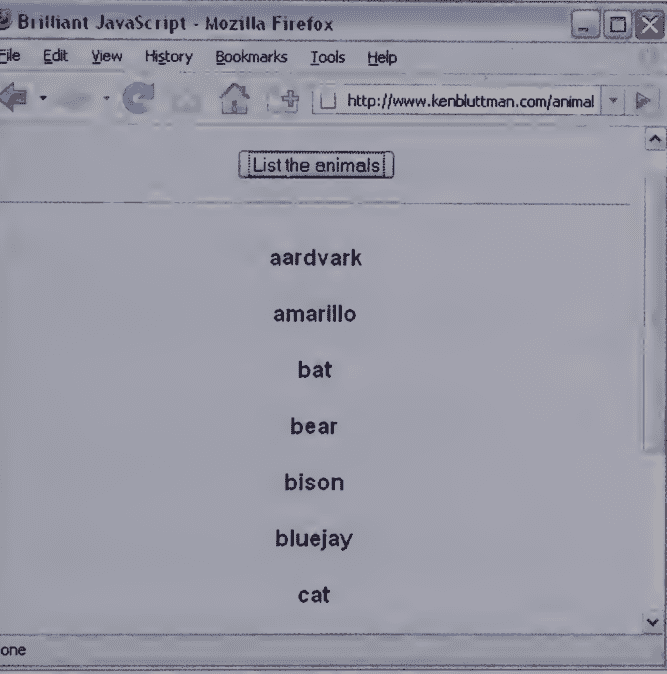 Brilliant JavaScript - Mozilla Firefox
File Edit View History Bookmarks Tools Help
http://www.kenbluttman.com/animal
List the animals
aardvark
amarillo
bat
bear
bison
bluejay
cat
one